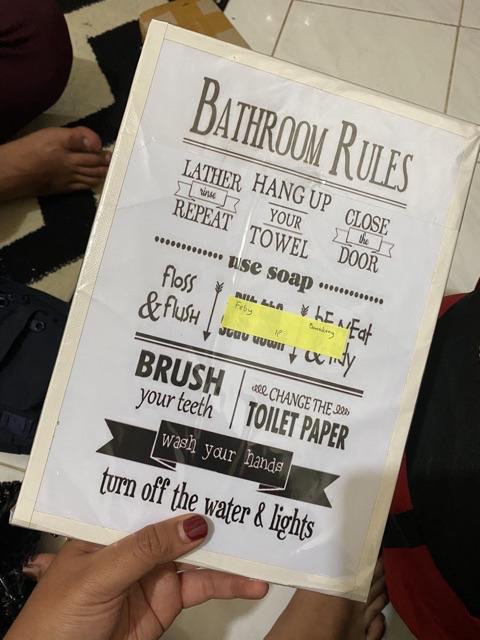 BATHROOM RULES
LATHER
rinse
REPEAT
HANG UP
YOUR
TOWEL
CLOSE
the
DOOR
use soap
floss
& flush
Feby
be neat
& tidy
BRUSH
your teeth
CHANGE THE
TOILET PAPER
wash your hands
turn off the water & lights